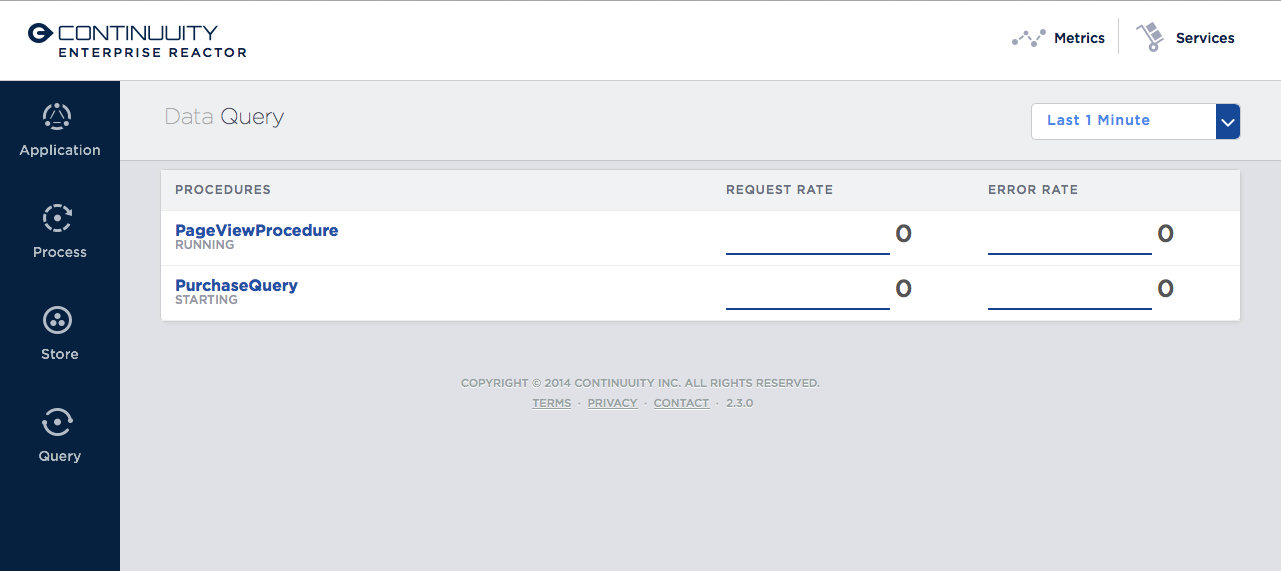 CONTINUUITY
ENTERPRISE REACTOR
Metrics
Services
Application
Process
Store
Query
Data Query
Last 1 Minute
PROCEDURES REQUEST RATE ERROR RATE
PageViewProcedure 0 0
RUNNING
PurchaseQuery 0 0
STARTING
COPYRIGHT © 2014 CONTINUUITY INC. ALL RIGHTS RESERVED.
TERMS · PRIVACY · CONTACT · 2.3.0